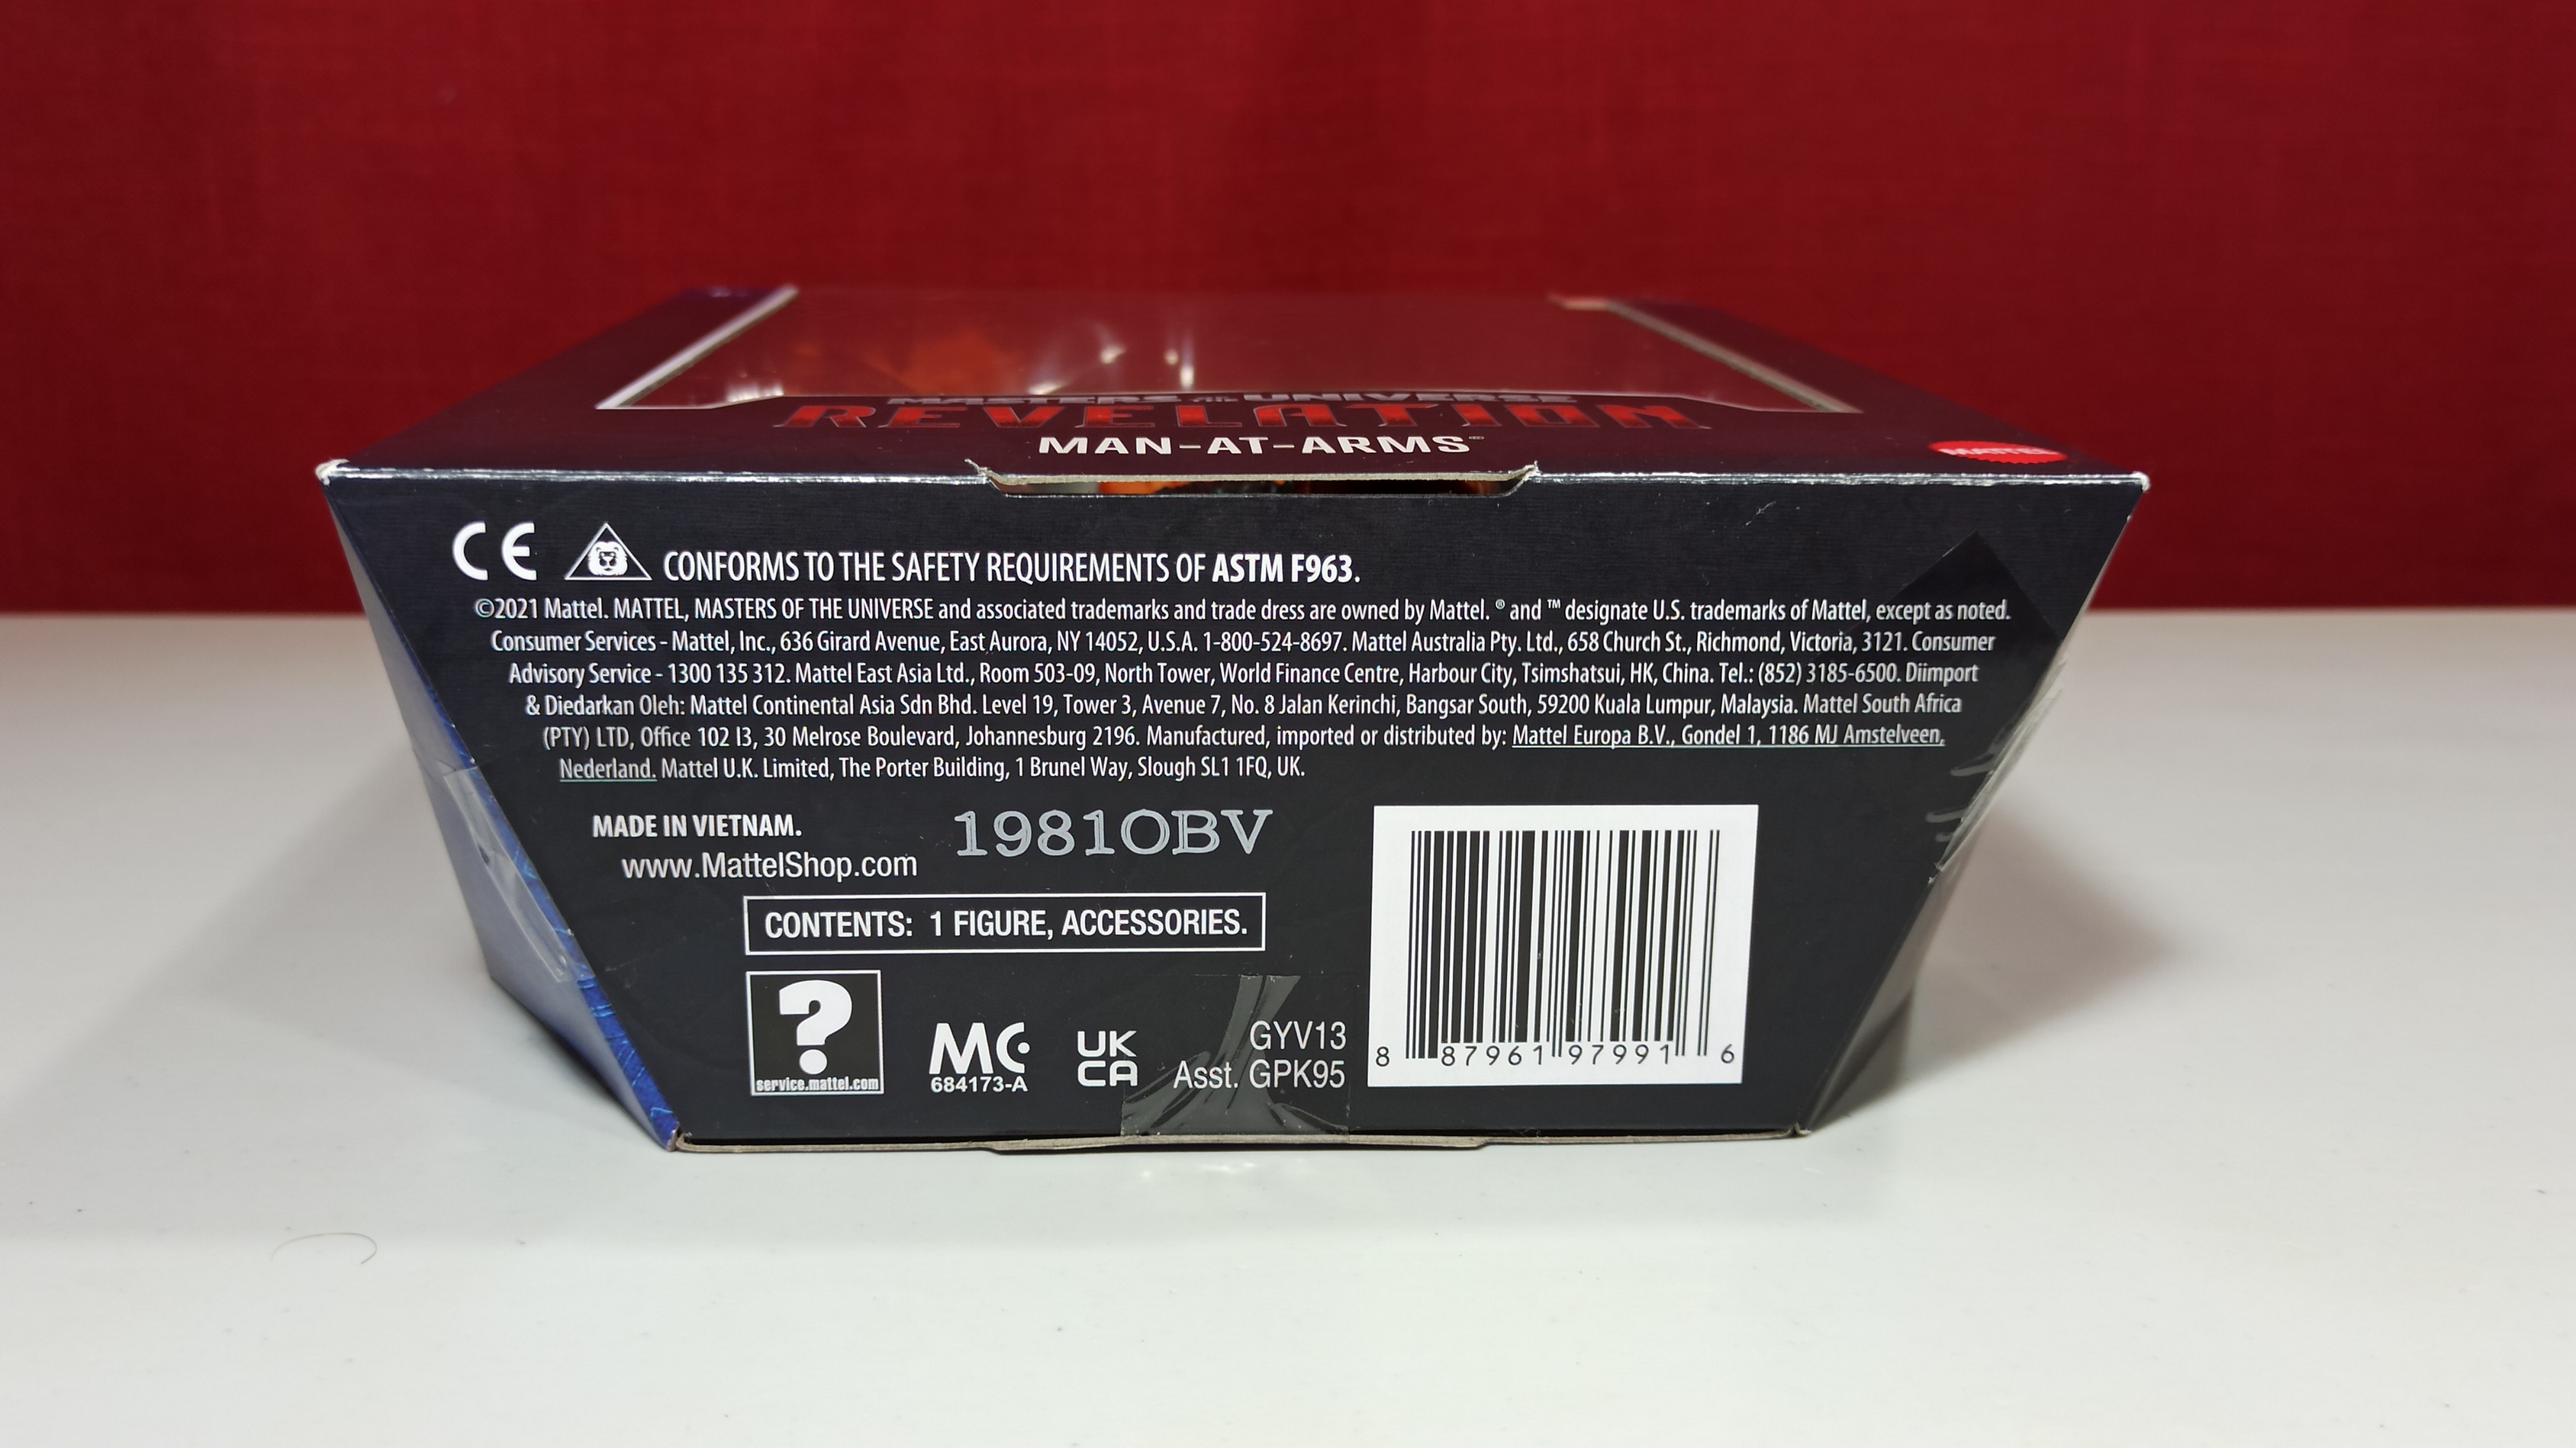 MASTERS OF THE UNIVERSE
REVELATION
MAN-AT-ARMS
MATTEL
CE CONFORMS TO THE SAFETY REQUIREMENTS OF ASTM F963.
©2021 Mattel. MATTEL, MASTERS OF THE UNIVERSE and associated trademarks and trade dress are owned by Mattel. ® and ™ designate U.S. trademarks of Mattel, except as noted.
Consumer Services - Mattel, Inc., 636 Girard Avenue, East Aurora, NY 14052, U.S.A. 1-800-524-8697. Mattel Australia Pty. Ltd., 658 Church St., Richmond, Victoria, 3121. Consumer
Advisory Service - 1300 135 312. Mattel East Asia Ltd., Room 503-09, North Tower, World Finance Centre, Harbour City, Tsimshatsui, HK, China. Tel.: (852) 3185-6500. Diimport
& Diedarkan Oleh: Mattel Continental Asia Sdn Bhd. Level 19, Tower 3, Avenue 7, No. 8 Jalan Kerinchi, Bangsar South, 59200 Kuala Lumpur, Malaysia. Mattel South Africa
(PTY) LTD, Office 102 I3, 30 Melrose Boulevard, Johannesburg 2196. Manufactured, imported or distributed by: Mattel Europa B.V., Gondel 1, 1186 MJ Amstelveen,
Nederland. Mattel U.K. Limited, The Porter Building, 1 Brunel Way, Slough SL1 1FQ, UK.
MADE IN VIETNAM.
1981OBV
www.MattelShop.com
CONTENTS: 1 FIGURE, ACCESSORIES.
?
service.mattel.com
MC
684173-A
UK
CA
GYV13
Asst. GPK95
8 87961 97991 6